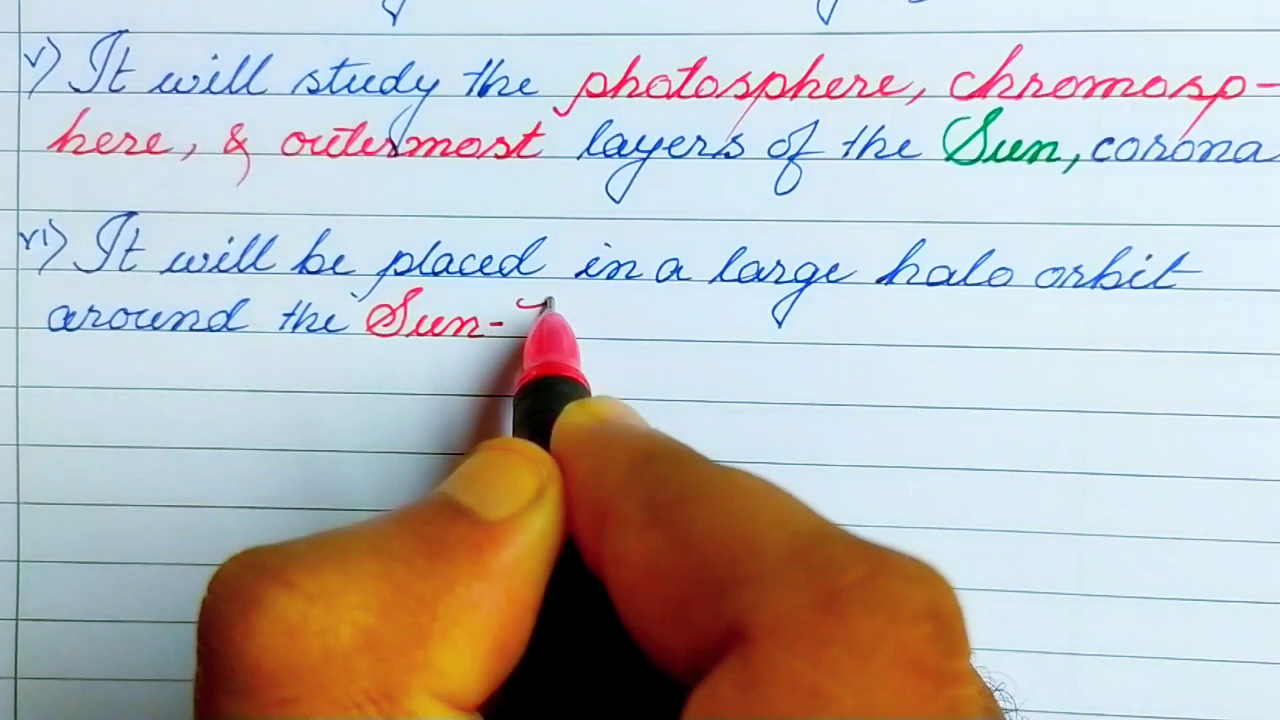 v) It will study the photosphere, chromosp-
here, & outermost layers of the Sun, corona
vi) It will be placed in a large halo orbit
around the Sun-